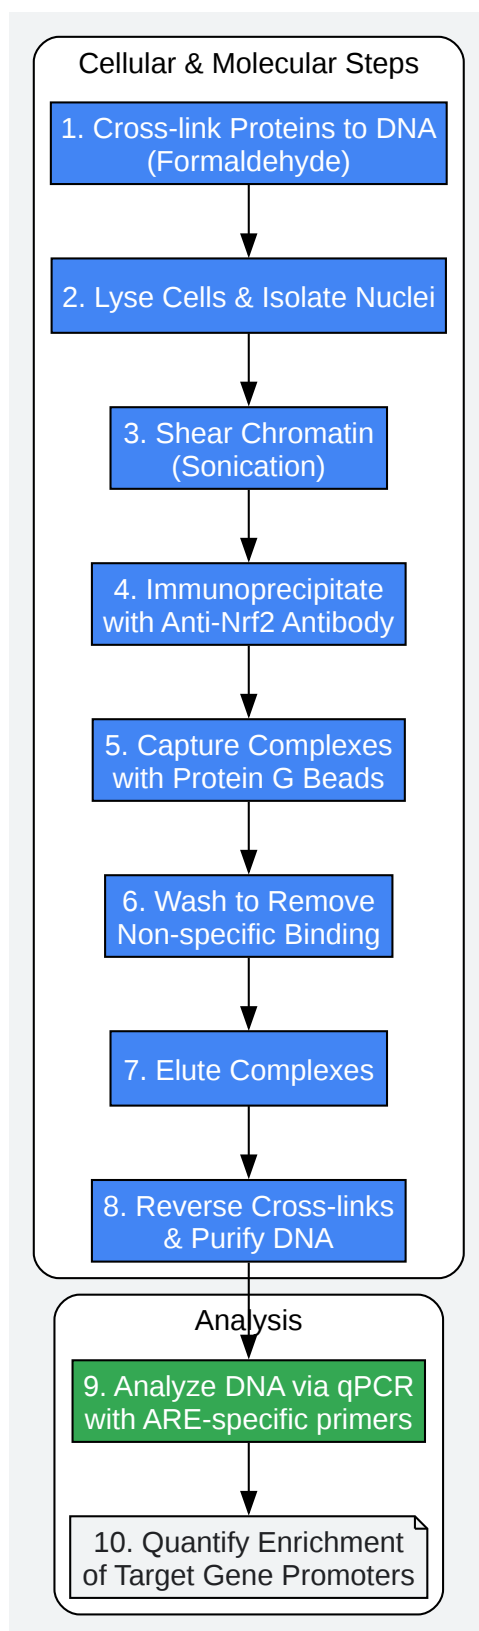 Cellular & Molecular Steps
1. Cross-link Proteins to DNA
(Formaldehyde)
2. Lyse Cells & Isolate Nuclei
3. Shear Chromatin
(Sonication)
4. Immunoprecipitate
with Anti-Nrf2 Antibody
5. Capture Complexes
with Protein G Beads
6. Wash to Remove
Non-specific Binding
7. Elute Complexes
8. Reverse Cross-links
& Purify DNA
Analysis
9. Analyze DNA via qPCR
with ARE-specific primers
10. Quantify Enrichment
of Target Gene Promoters